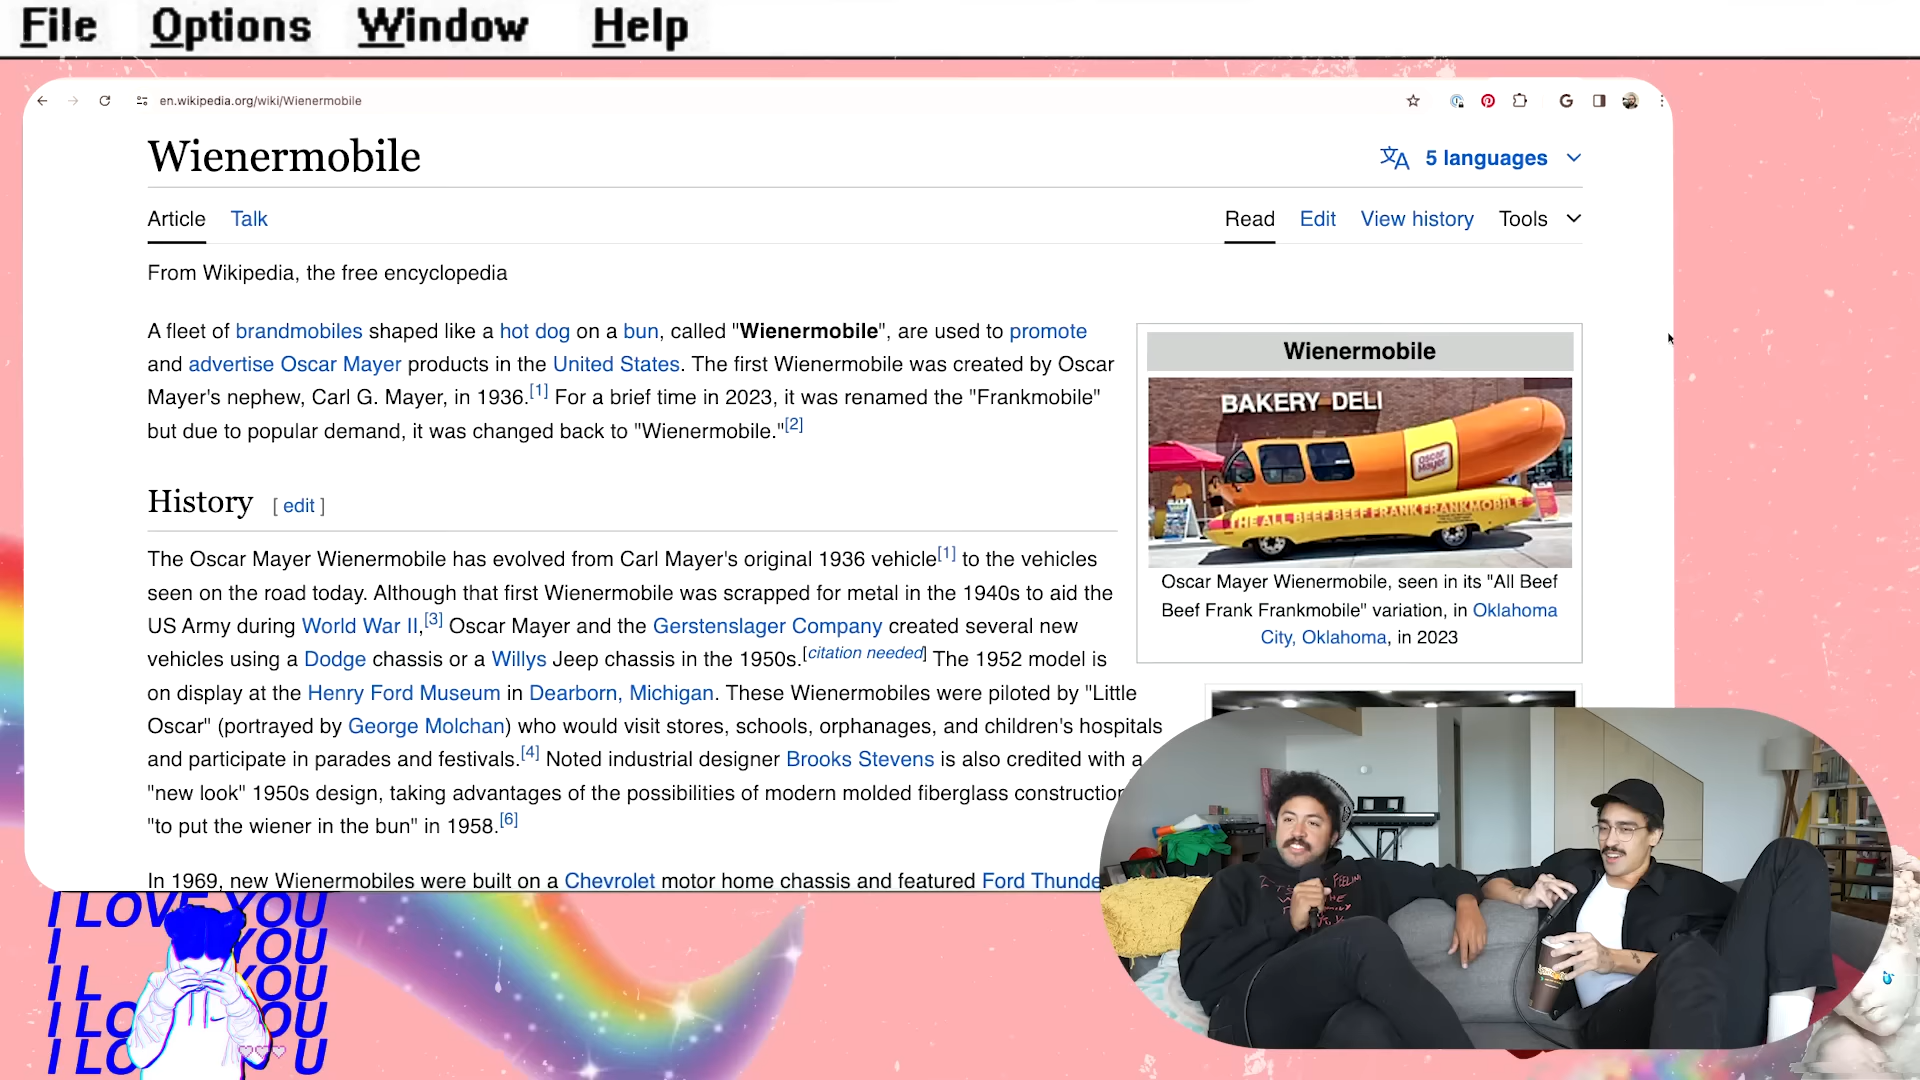 File Options Window Help
en.wikipedia.org/wiki/Wienermobile
Wienermobile
5 languages
Article Talk
Read Edit View history Tools
From Wikipedia, the free encyclopedia
A fleet of brandmobiles shaped like a hot dog on a bun, called "Wienermobile", are used to promote
and advertise Oscar Mayer products in the United States. The first Wienermobile was created by Oscar
Mayer's nephew, Carl G. Mayer, in 1936.[1] For a brief time in 2023, it was renamed the "Frankmobile"
but due to popular demand, it was changed back to "Wienermobile."[2]
History [ edit ]
The Oscar Mayer Wienermobile has evolved from Carl Mayer's original 1936 vehicle[1] to the vehicles
seen on the road today. Although that first Wienermobile was scrapped for metal in the 1940s to aid the
US Army during World War II,[3] Oscar Mayer and the Gerstenslager Company created several new
vehicles using a Dodge chassis or a Willys Jeep chassis in the 1950s.[citation needed] The 1952 model is
on display at the Henry Ford Museum in Dearborn, Michigan. These Wienermobiles were piloted by "Little
Oscar" (portrayed by George Molchan) who would visit stores, schools, orphanages, and children's hospitals
and participate in parades and festivals.[4] Noted industrial designer Brooks Stevens is also credited with a
"new look" 1950s design, taking advantages of the possibilities of modern molded fiberglass construction
"to put the wiener in the bun" in 1958.[6]
In 1969, new Wienermobiles were built on a Chevrolet motor home chassis and featured Ford Thunde
Wienermobile
BAKERY DELI
Oscar
Mayer
THE ALL BEEF BEEF FRANK FRANKMOBILE
Oscar Mayer Wienermobile, seen in its "All Beef
Beef Frank Frankmobile" variation, in Oklahoma
City, Oklahoma, in 2023
I LOVE YOU
I YOU
I L OU
I LO OU
I LO U